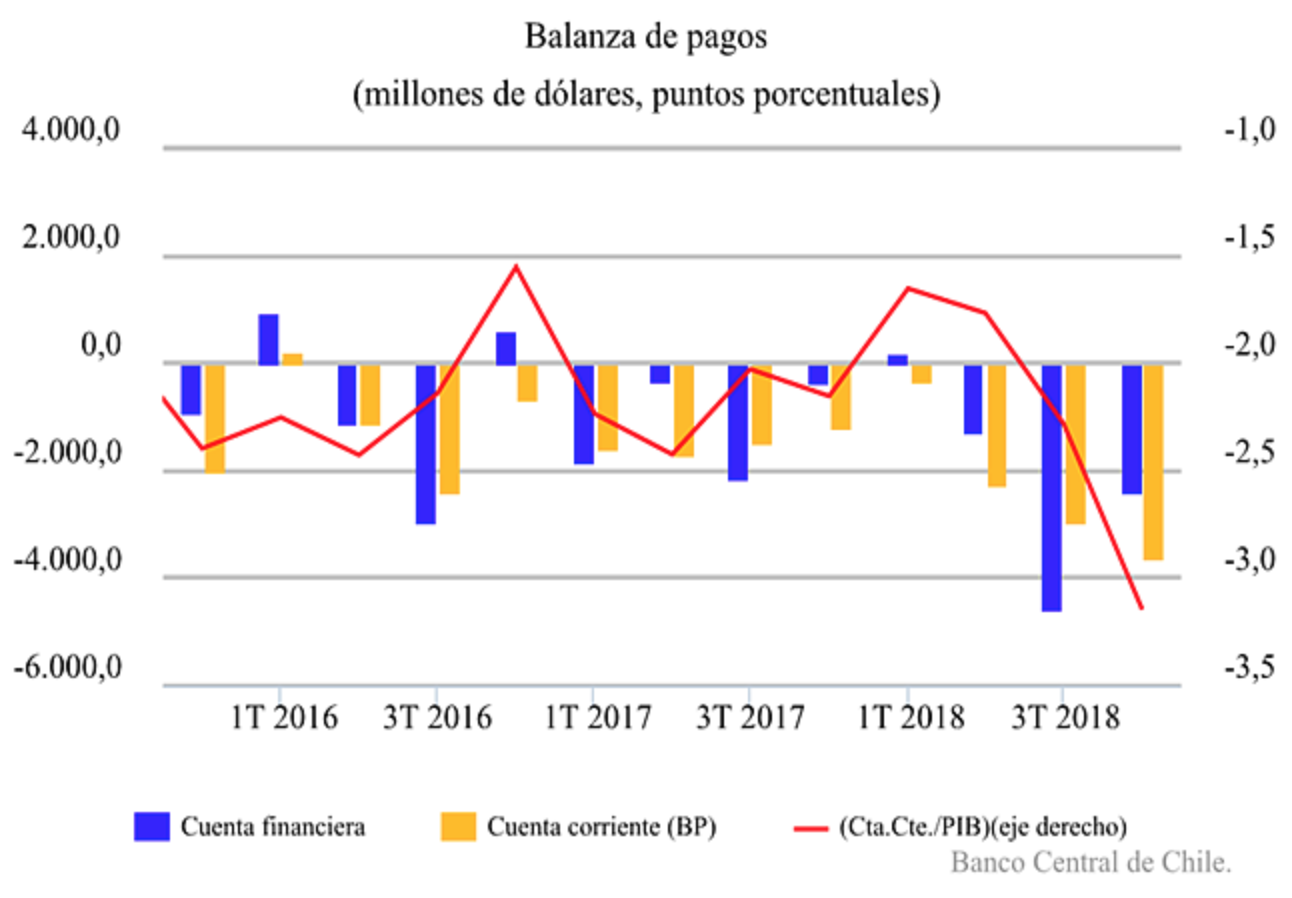 Balanza de pagos
(millones de dólares, puntos porcentuales)
4.000,0
-1,0
2.000,0
-1,5
0,0
-2,0
-2.000,0
-2,5
-4.000,0
-3,0
-6.000,0
-3,5
1T 2016
3T 2016
1T 2017
3T 2017
1T 2018
3T 2018
Cuenta financiera
Cuenta corriente (BP)
(Cta.Cte./PIB)(eje derecho)
Banco Central de Chile.